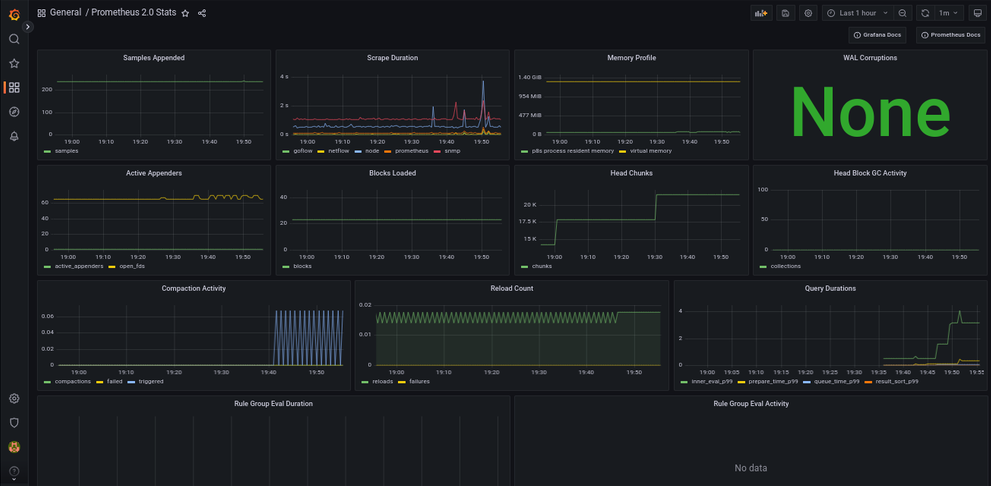 General / Prometheus 2.0 Stats
Last 1 hour
1m
Grafana Docs
Prometheus Docs
Samples Appended
200
100
0
19:00 19:10 19:20 19:30 19:40 19:50
samples
Scrape Duration
4 s
2 s
0 s
19:00 19:10 19:20 19:30 19:40 19:50
goflow netflow node prometheus snmp
Memory Profile
1.40 GiB
954 MiB
477 MiB
0 B
19:00 19:10 19:20 19:30 19:40 19:50
p8s process resident memory virtual memory
WAL Corruptions
None
Active Appenders
60
40
20
0
19:00 19:10 19:20 19:30 19:40 19:50
active_appenders open_fds
Blocks Loaded
40
20
0
19:00 19:10 19:20 19:30 19:40 19:50
blocks
Head Chunks
20 K
17.5 K
15 K
19:00 19:10 19:20 19:30 19:40 19:50
chunks
Head Block GC Activity
100
50
0
19:00 19:10 19:20 19:30 19:40 19:50
collections
Compaction Activity
0.06
0.04
0.02
0
19:00 19:10 19:20 19:30 19:40 19:50
compactions failed triggered
Reload Count
0.02
0.01
0
19:00 19:10 19:20 19:30 19:40 19:50
reloads failures
Query Durations
4
2
0
19:00 19:05 19:10 19:15 19:20 19:25 19:30 19:35 19:40 19:45 19:50 19:55
inner_eval_p99 prepare_time_p99 queue_time_p99 result_sort_p99
Rule Group Eval Duration
Rule Group Eval Activity
No data